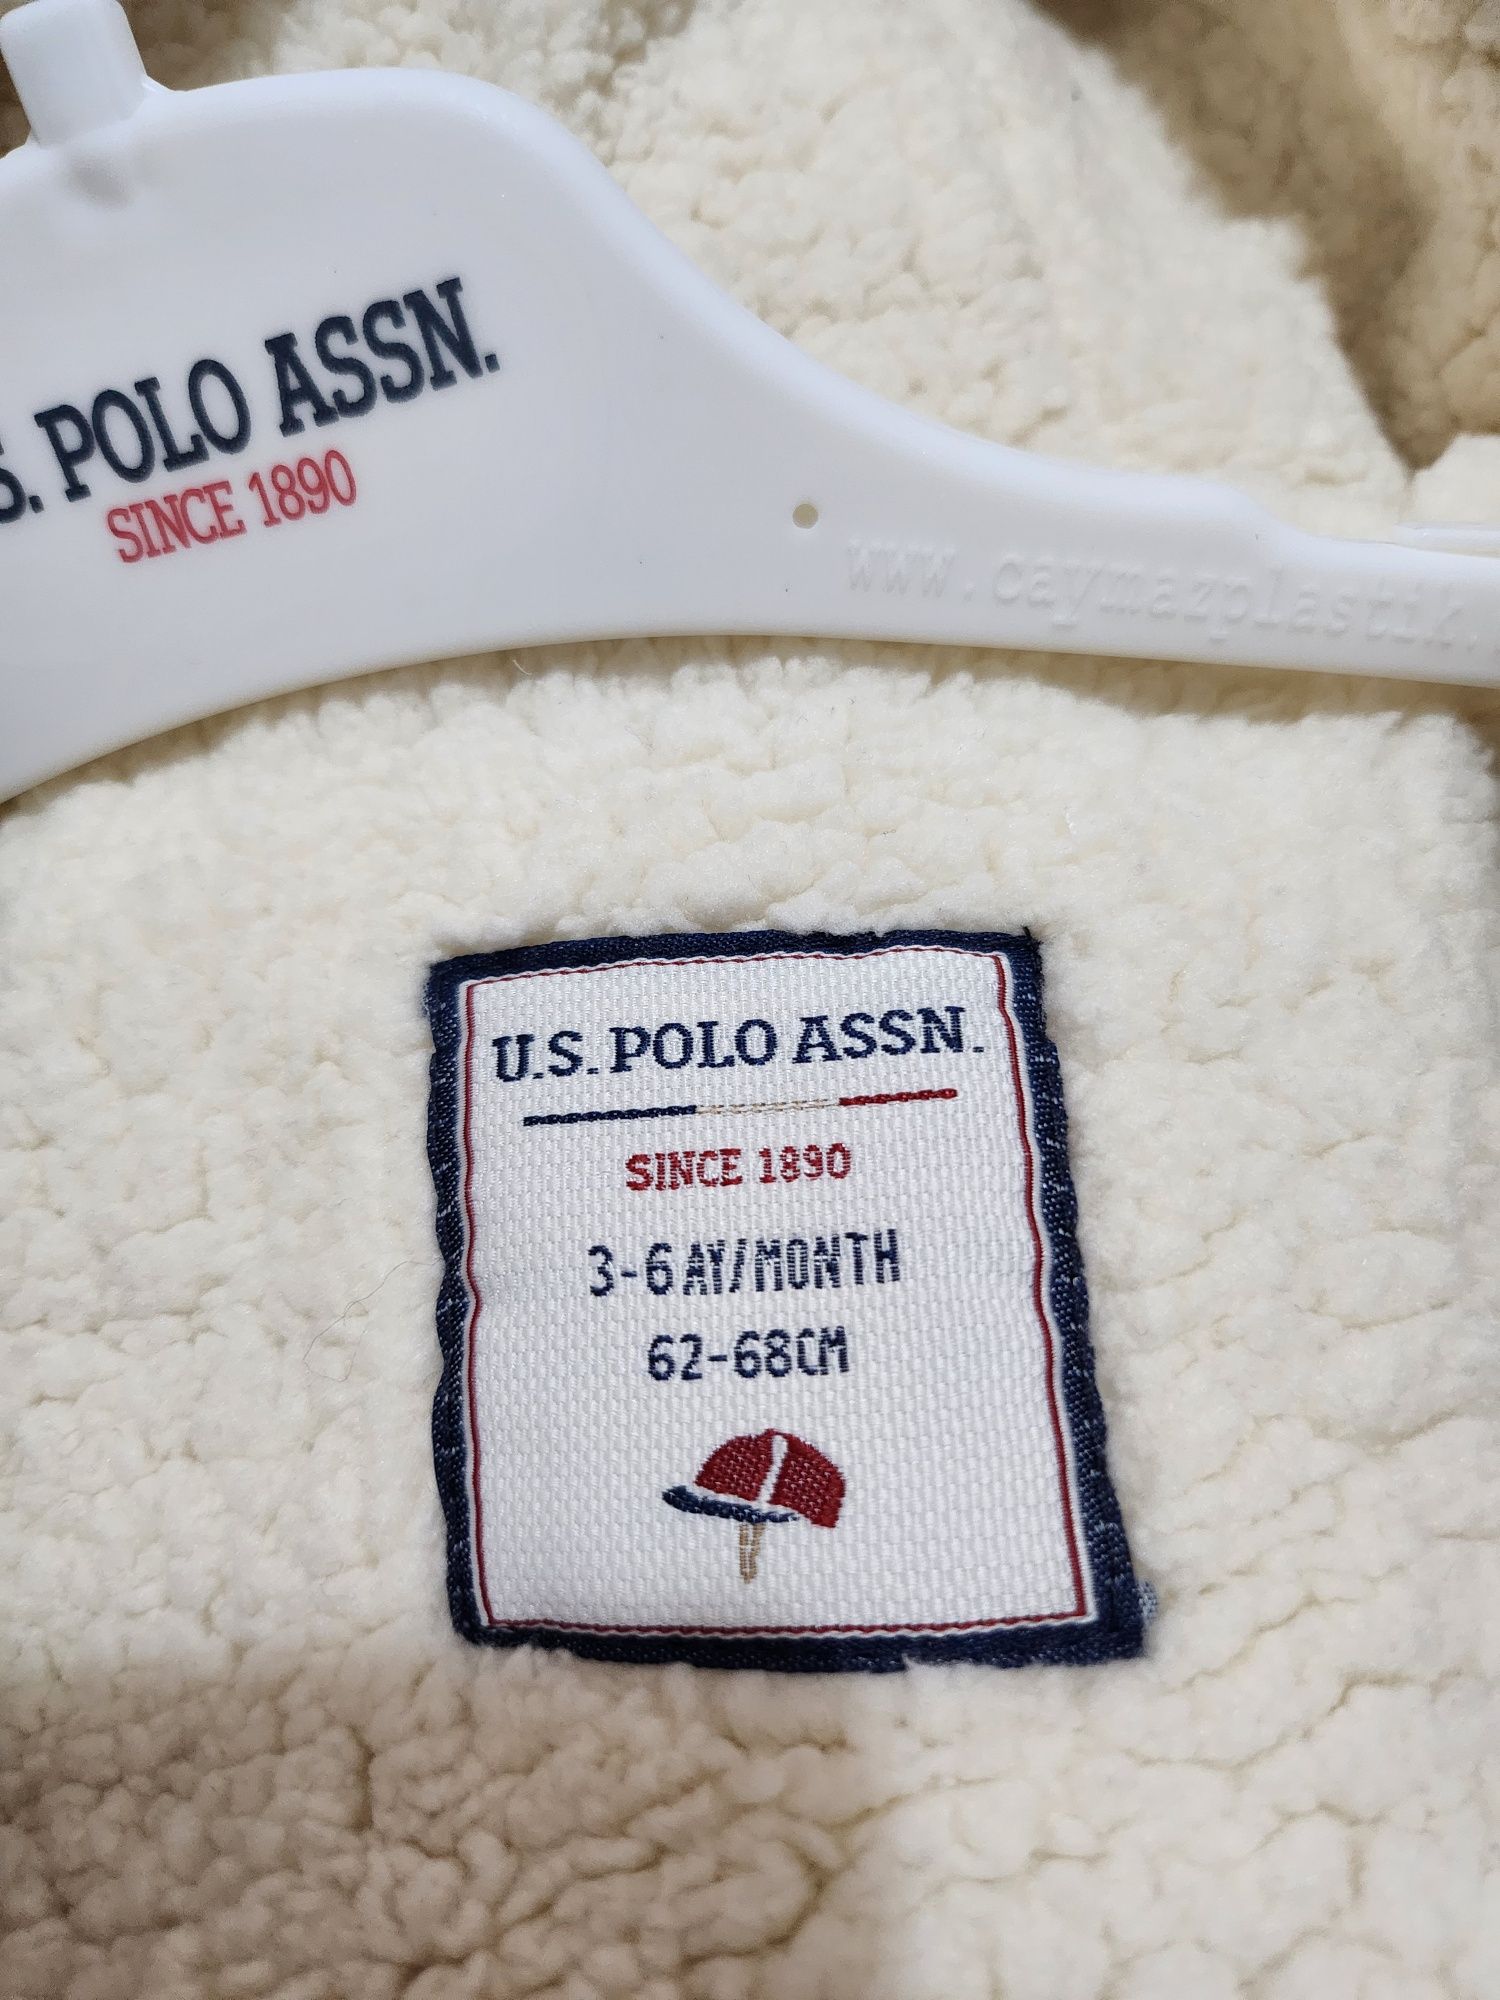 S. POLO ASSN.
SINCE 1890
www.caymazplastik.
U.S. POLO ASSN.
SINCE 1890
3-6 AY/MONTH
62-68CM